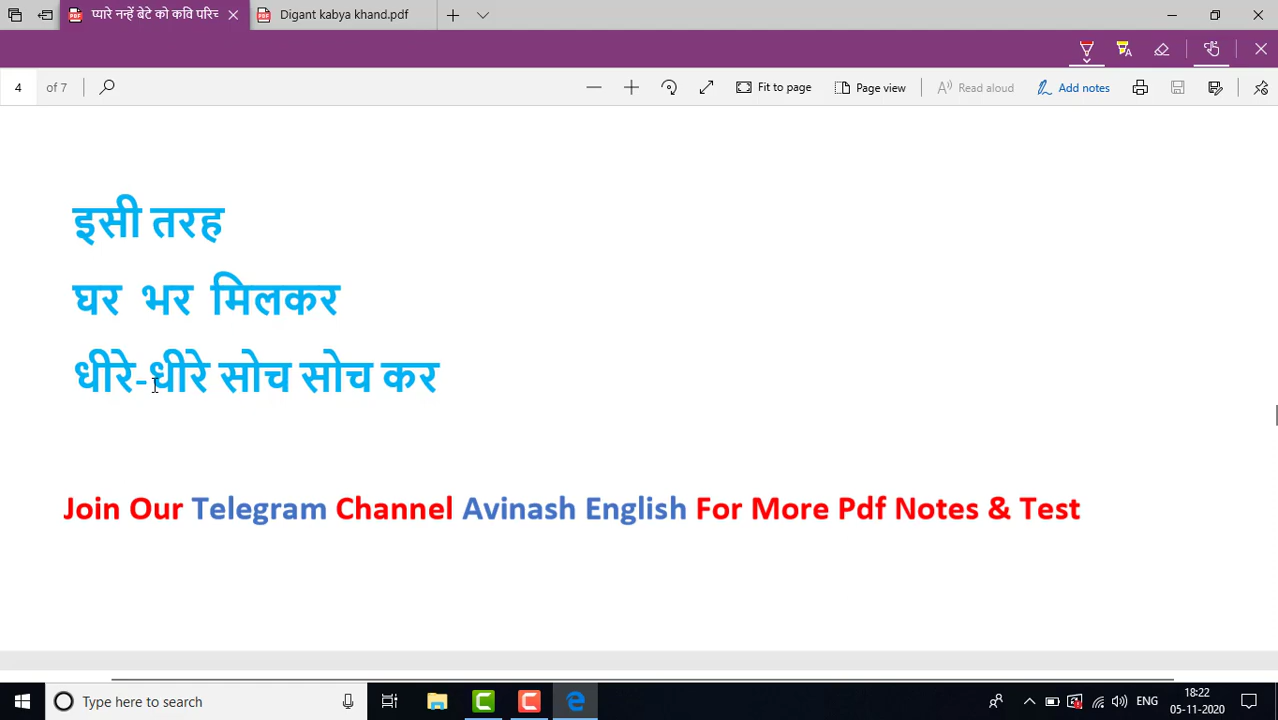 प्यारे नन्हें बेटे को कवि परिच
Digant kabya khand.pdf
4 of 7
Fit to page
Page view
Read aloud
Add notes
इसी तरह
घर भर मिलकर
धीरे-धीरे सोच सोच कर
Join Our Telegram Channel Avinash English For More Pdf Notes & Test
Type here to search
ENG
18:22
05-11-2020